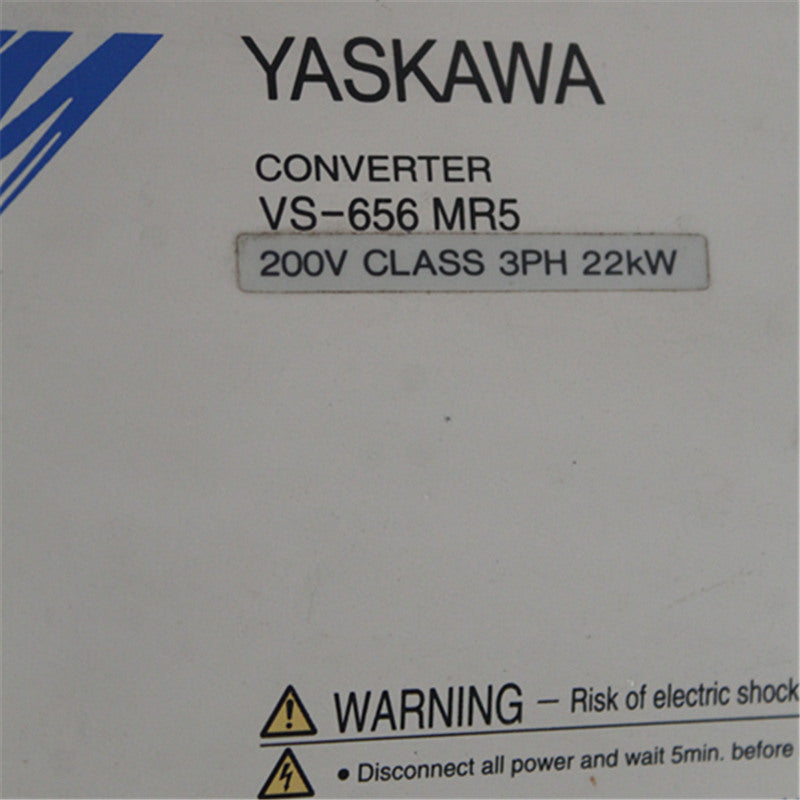 YASKAWA
CONVERTER
VS-656 MR5
200V CLASS 3PH 22kW
WARNING – Risk of electric shock
• Disconnect all power and wait 5min. before